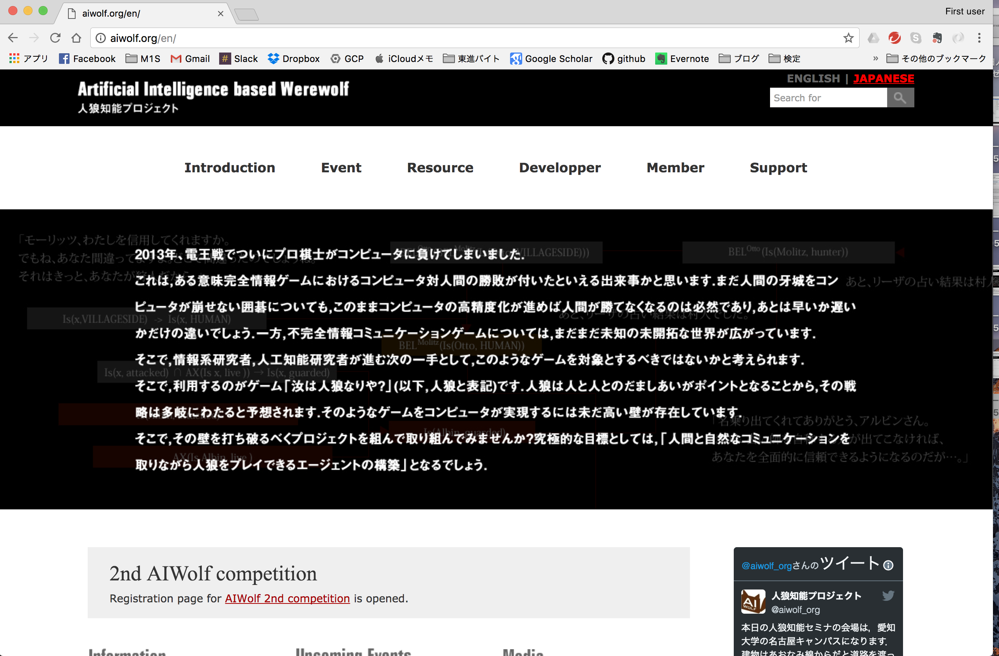 aiwolf.org/en/
First user
aiwolf.org/en/
アプリ Facebook M1S Gmail Slack Dropbox GCP iCloudメモ 東進バイト Google Scholar github Evernote ブログ 検定 » その他のブックマーク
ENGLISH | JAPANESE
Artificial Intelligence based Werewolf
人狼知能プロジェクト
Search for
Introduction Event Resource Developper Member Support
「モーリッツ、わたしを信用してくれますか。
BEL Otto (Is(Molitz, hunter))
2013年、電王戦でついにプロ棋士がコンピュータに負けてしまいました.
これは,ある意味完全情報ゲームにおけるコンピュータ対人間の勝敗が付いたといえる出来事かと思います.まだ人間の牙城をコン
あと、リーザの占い結果は村人
ピュータが崩せない囲碁についても,このままコンピュータの高精度化が進めば人間が勝てなくなるのは必然であり,あとは早いか遅い
あと、リーザの占い結果は村人でした。
Is(x,VILLAGESIDE) -> Is(x, HUMAN)
かだけの違いでしょう.一方,不完全情報コミュニケーションゲームについては,まだまだ未知の未開拓な世界が広がっています.
BEL Molitz (Is(Otto, HUMAN))
そこで,情報系研究者,人工知能研究者が進む次の一手として,このようなゲームを対象とするべきではないかと考えられます.
Is(x, attacked) ∩ AX(Is x, live )) → Is(x, guarded)
そこで,利用するのがゲーム「汝は人狼なりや?」(以下,人狼と表記)です.人狼は人と人とのだましあいがポイントとなることから,その戦
略は多岐にわたると予想されます.そのようなゲームをコンピュータが実現するには未だ高い壁が存在しています.
「名乗り出てくれてありがとう、アルビンさん。
Is(Albin, guarded)
そこで,その壁を打ち破るべくプロジェクトを組んで取り組んでみませんか?究極的な目標としては,「人間と自然なコミュニケーションを
が出てこなければ、
AX(Is Albin, live )
あなたを全面的に信頼できるようになるのだが…。」
取りながら人狼をプレイできるエージェントの構築」となるでしょう.
2nd AIWolf competition
Registration page for AIWolf 2nd competition is opened.
@aiwolf_orgさんのツイート
人狼知能プロジェクト
AI WOLF
@aiwolf_org
本日の人狼知能セミナの会場は，愛知
大学の名古屋キャンパスになります．
建物はあおなみ線からだと道路を渡っ
Information Upcoming Events Media